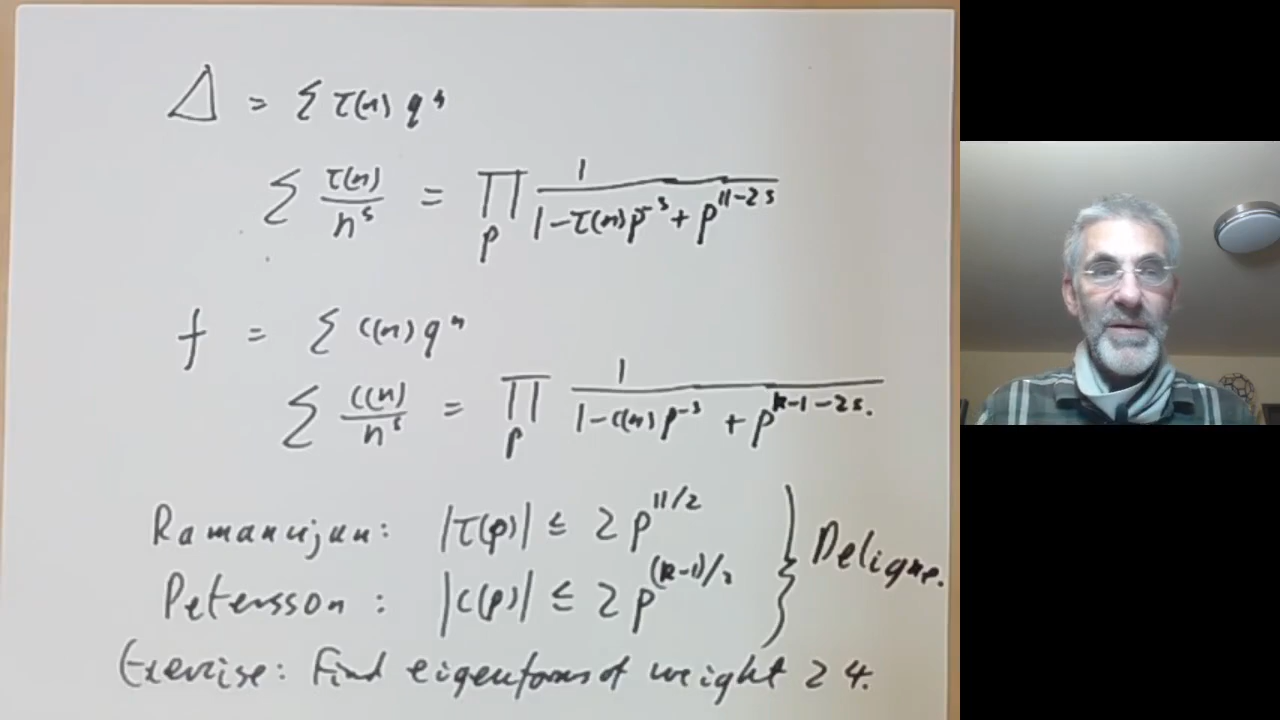 Δ = Σ τ(n) q^n
Σ τ(n)/n^s = ∏_p 1/(1-τ(n)p^-s + p^11-2s)
f = Σ c(n) q^n
Σ c(n)/n^s = ∏_p 1/(1-c(n)p^-s + p^k-1-2s.)
Ramanujan: |τ(p)| ≤ 2 p^11/2
Petersson: |c(p)| ≤ 2 p^(k-1)/2
} Deligne.
Exercise: Find eigenforms of weight 24.